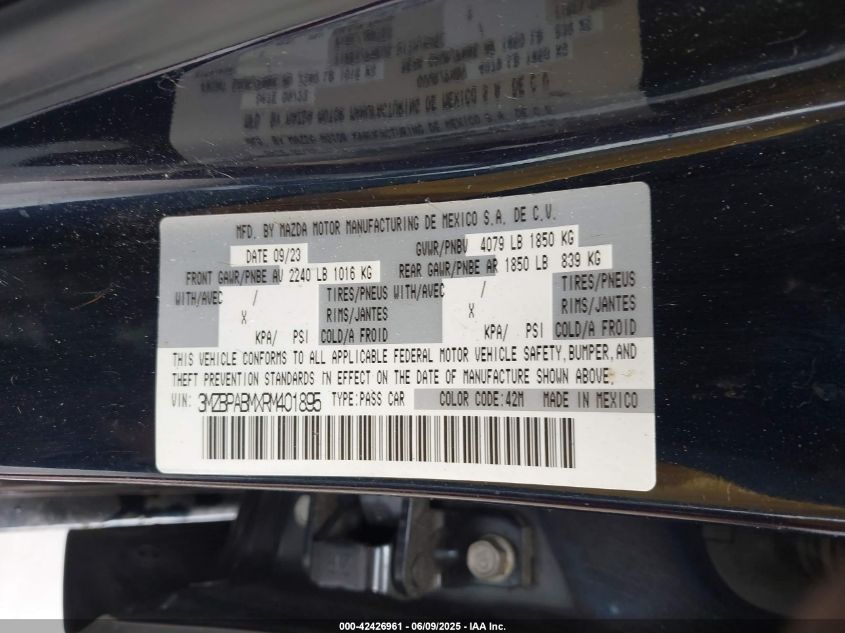 MFD. BY MAZDA MOTOR MANUFACTURING DE MEXICO S.A. DE C.V.
DATE 09/23 GVWR/PNBV 4079 LB 1850 KG
FRONT GAWR/PNBE AV 2240 LB 1016 KG REAR GAWR/PNBE AR 1850 LB 839 KG
WITH/AVEC / TIRES/PNEUS WITH/AVEC / TIRES/PNEUS
X RIMS/JANTES X RIMS/JANTES
KPA/ PSI COLD/A FROID KPA/ PSI COLD/A FROID
THIS VEHICLE CONFORMS TO ALL APPLICABLE FEDERAL MOTOR VEHICLE SAFETY, BUMPER, AND
THEFT PREVENTION STANDARDS IN EFFECT ON THE DATE OF MANUFACTURE SHOWN ABOVE.
VIN: 3MZBPABMXRM401895 TYPE: PASS CAR COLOR CODE: 42M MADE IN MEXICO
000-42426961 - 06/09/2025 - IAA Inc.